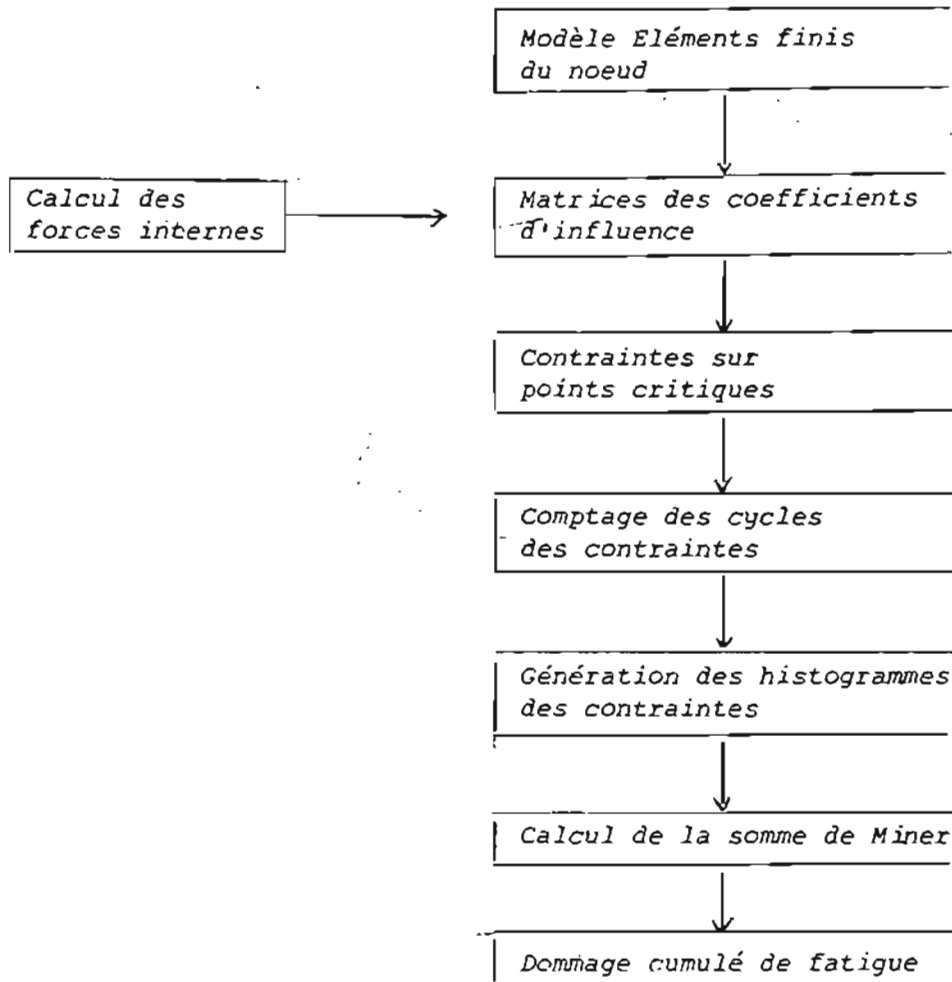 Modèle Eléments finis
du noeud
Calcul des
forces internes
Matrices des coefficients
d'influence
Contraintes sur
points critiques
Comptage des cycles
des contraintes
Génération des histogrammes
des contraintes
Calcul de la somme de Miner
Dommage cumulé de fatigue